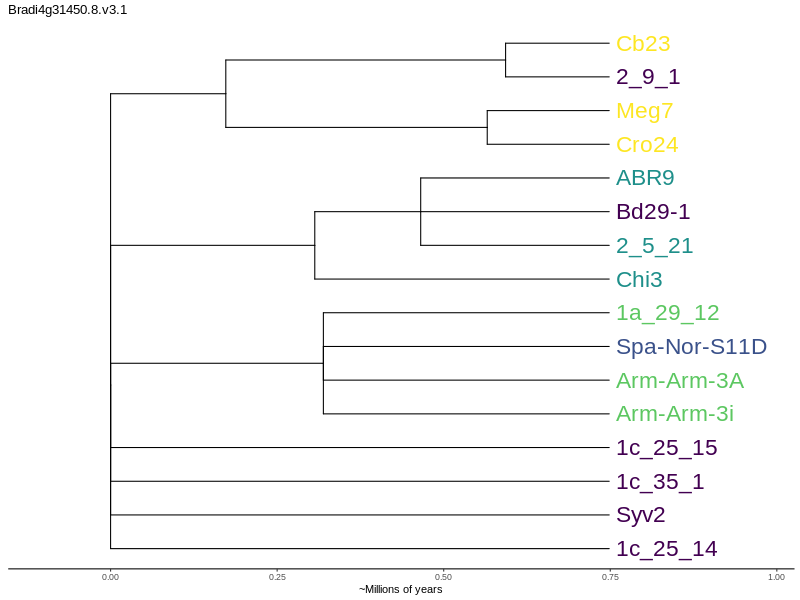 Bradi4g31450.8.v3.1
Cb23
2_9_1
Meg7
Cro24
ABR9
Bd29-1
2_5_21
Chi3
1a_29_12
Spa-Nor-S11D
Arm-Arm-3A
Arm-Arm-3i
1c_25_15
1c_35_1
Syv2
1c_25_14
0.00 0.25 0.50 0.75 1.00
~Millions of years